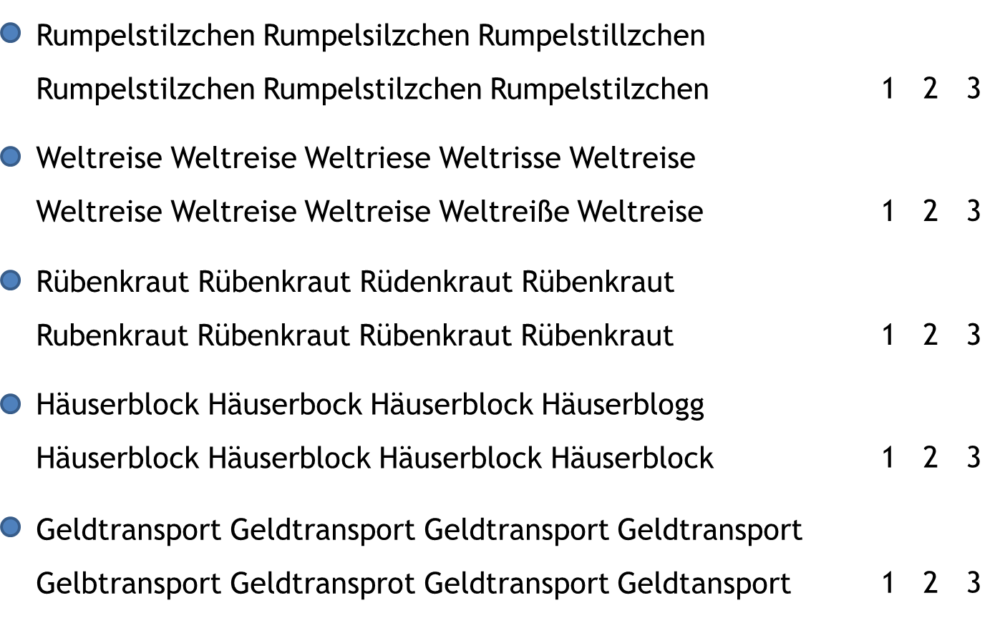 Rumpelstilzchen Rumpelsilzchen Rumpelstillzchen
Rumpelstilzchen Rumpelstilzchen Rumpelstilzchen 1 2 3
Weltreise Weltreise Weltriese Weltrisse Weltreise
Weltreise Weltreise Weltreise Weltreiße Weltreise 1 2 3
Rübenkraut Rübenkraut Rüdenkraut Rübenkraut
Rubenkraut Rübenkraut Rübenkraut Rübenkraut 1 2 3
Häuserblock Häuserbock Häuserblock Häuserblogg
Häuserblock Häuserblock Häuserblock Häuserblock 1 2 3
Geldtransport Geldtransport Geldtransport Geldtransport
Gelbtransport Geldtransprot Geldtransport Geldtansport 1 2 3